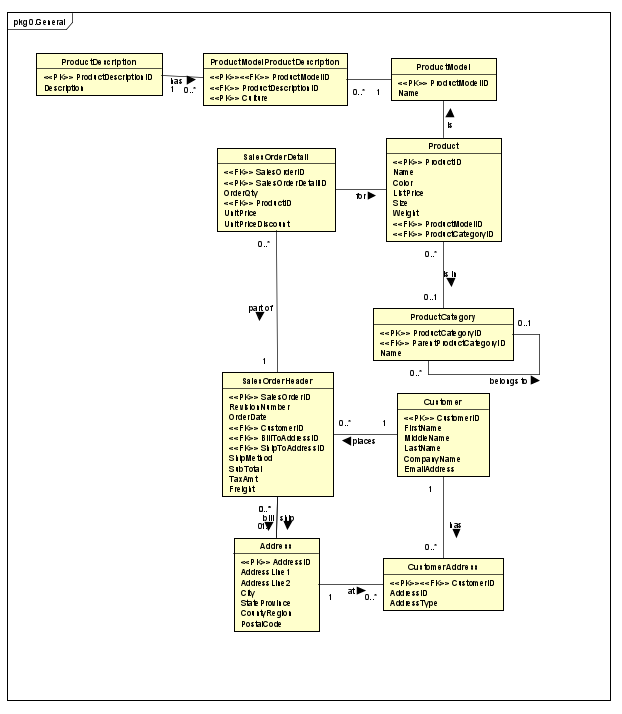 pkg0.General
ProductDescription
<<PK>> ProductDescriptionID
Description
has
1
0..*
ProductModelProductDescription
<<PK>><<FK>> ProductModelID
<<FK>> ProductDescriptionID
<<PK>> Culture
0..*
1
ProductModel
<<PK>> ProductModelID
Name
is
Product
<<PK>> ProductID
Name
Color
ListPrice
Size
Weight
<<FK>> ProductModelID
<<FK>> ProductCategoryID
SalesOrderDetail
<<FK>> SalesOrderID
<<PK>> SalesOrderDetailID
OrderQty
<<FK>> ProductID
UnitPrice
UnitPriceDiscount
for
0..*
0..*
is in
0..1
part of
1
ProductCategory
<<PK>> ProductCategoryID
<<FK>> ParentProductCategoryID
Name
0..1
0..*
belongs to
SalesOrderHeader
<<PK>> SalesOrderID
RevisionNumber
OrderDate
<<FK>> CustomerID
<<FK>> BillToAddressID
<<FK>> ShipToAddressID
ShipMethod
SubTotal
TaxAmt
Freight
0..*
1
places
Customer
<<PK>> CustomerID
FirstName
MiddleName
LastName
CompanyName
EmailAddress
1
has
0..*
0..*
bill
ship
Address
<<PK>> AddressID
Address Line1
Address Line2
City
StateProvince
CountyRegion
PostalCode
at
1
0..*
CustomerAddress
<<PK>><<FK>> CustomerID
AddressID
AddressType